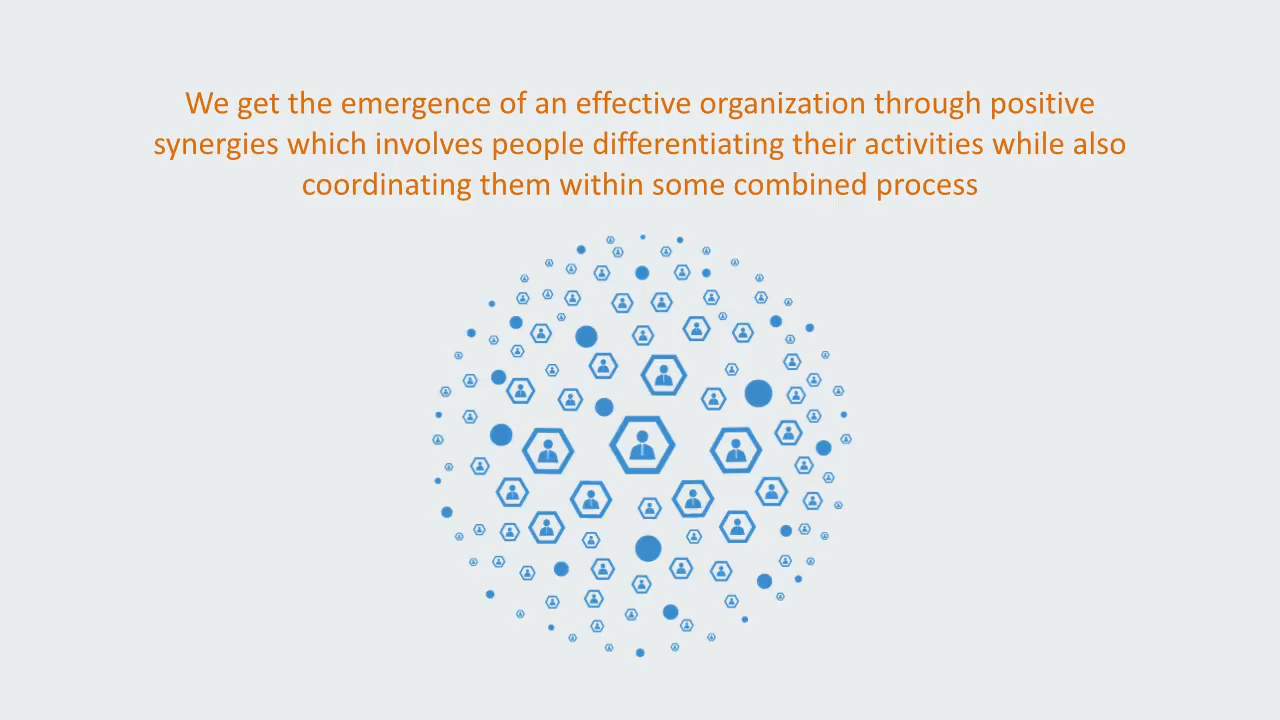 We get the emergence of an effective organization through positive
synergies which involves people differentiating their activities while also
coordinating them within some combined process